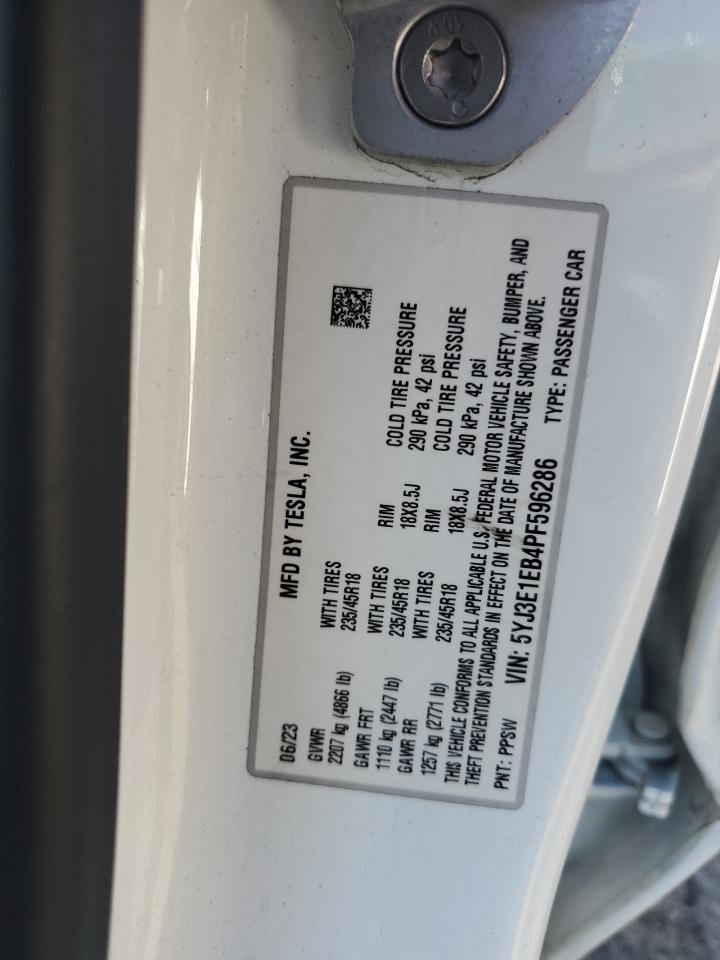 06/23 MFD BY TESLA, INC.
GVWR WITH TIRES
2207 kg (4866 lb) 235/45R18
GAWR FRT WITH TIRES RIM COLD TIRE PRESSURE
1110 kg (2447 lb) 235/45R18 18X8.5J 290 kPa, 42 psi
GAWR RR WITH TIRES RIM COLD TIRE PRESSURE
1257 kg (2771 lb) 235/45R18 18X8.5J 290 kPa, 42 psi
THIS VEHICLE CONFORMS TO ALL APPLICABLE U.S. FEDERAL MOTOR VEHICLE SAFETY, BUMPER, AND
THEFT PREVENTION STANDARDS IN EFFECT ON THE DATE OF MANUFACTURE SHOWN ABOVE.
PNT: PPSW VIN: 5YJ3E1EB4PF596286 TYPE: PASSENGER CAR